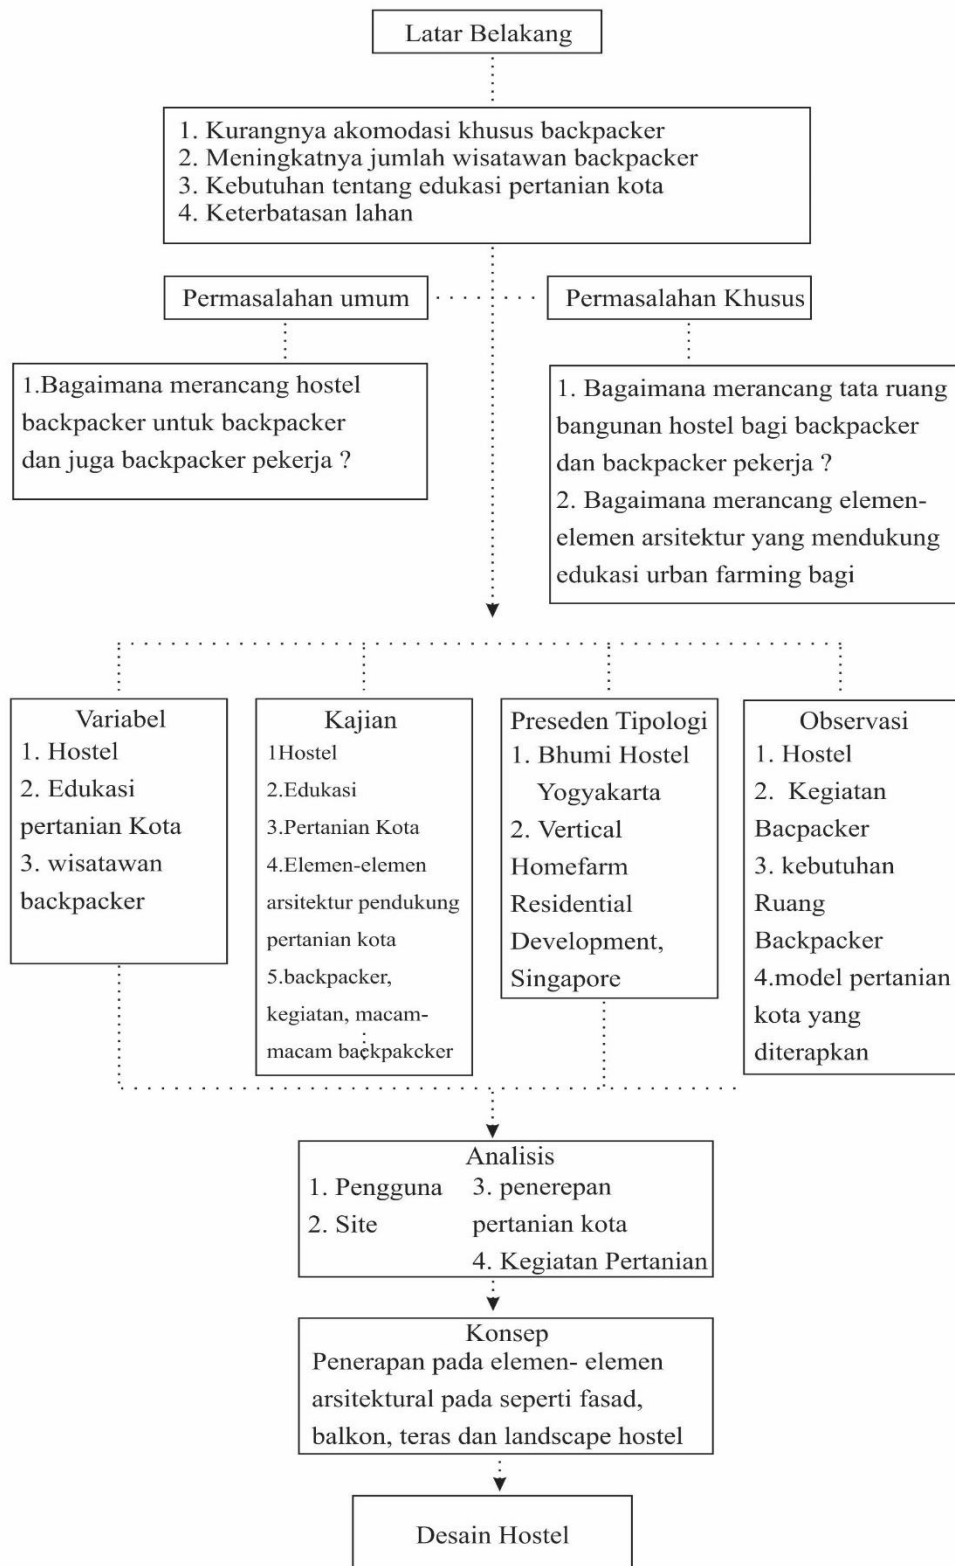 Latar Belakang
1. Kurangnya akomodasi khusus backpacker
2. Meningkatnya jumlah wisatawan backpacker
3. Kebutuhan tentang edukasi pertanian kota
4. Keterbatasan lahan
Permasalahan umum
Permasalahan Khusus
1.Bagaimana merancang hostel
backpacker untuk backpacker
dan juga backpacker pekerja ?
1. Bagaimana merancang tata ruang
bangunan hostel bagi backpacker
dan backpacker pekerja ?
2. Bagaimana merancang elemen-
elemen arsitektur yang mendukung
edukasi urban farming bagi
Variabel
1. Hostel
2. Edukasi
pertanian Kota
3. wisatawan
backpacker
Kajian
1Hostel
2.Edukasi
3.Pertanian Kota
4.Elemen-elemen
arsitektur pendukung
pertanian kota
5.backpacker,
kegiatan, macam-
macam backpakcker
Preseden Tipologi
1. Bhumi Hostel
Yogyakarta
2. Vertical
Homefarm
Residential
Development,
Singapore
Observasi
1. Hostel
2. Kegiatan
Bacpacker
3. kebutuhan
Ruang
Backpacker
4.model pertanian
kota yang
diterapkan
Analisis
1. Pengguna
2. Site
3. penerepan
pertanian kota
4. Kegiatan Pertanian
Konsep
Penerapan pada elemen- elemen
arsitektural pada seperti fasad,
balkon, teras dan landscape hostel
Desain Hostel